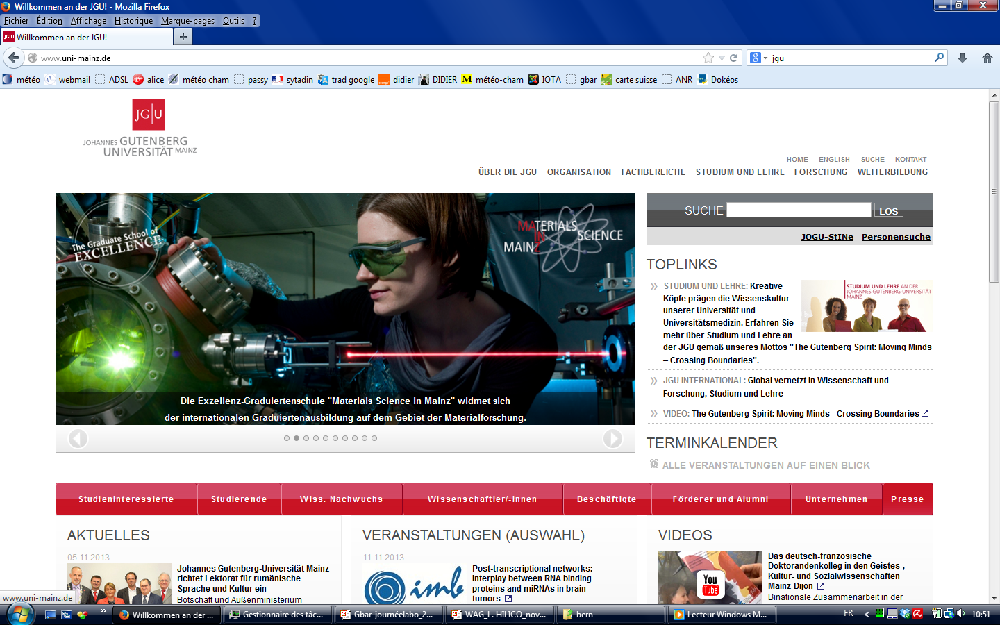 Willkommen an der JGU! - Mozilla Firefox
Fichier Édition Affichage Historique Marque-pages Outils ?
JG|U Willkommen an der JGU! +
www.uni-mainz.de
8 jgu
météo webmail ADSL alice météo cham passy sytadin trad google didier DIDIER M météo-cham IOTA gbar carte suisse ANR Dokéos
JG|U
JOHANNES GUTENBERG
UNIVERSITÄT MAINZ
HOME ENGLISH SUCHE KONTAKT
ÜBER DIE JGU ORGANISATION FACHBEREICHE STUDIUM UND LEHRE FORSCHUNG WEITERBILDUNG
The Graduate School of
EXCELLENCE
MATERIALS
IN SCIENCE
MAINZ
Die Exzellenz-Graduiertenschule "Materials Science in Mainz" widmet sich
der internationalen Graduiertenausbildung auf dem Gebiet der Materialforschung.
SUCHE LOS
JOGU-StINe Personensuche
TOPLINKS
STUDIUM UND LEHRE: Kreative
Köpfe prägen die Wissenskultur
unserer Universität und
Universitätsmedizin. Erfahren Sie
mehr über Studium und Lehre an
der JGU gemäß unseres Mottos "The Gutenberg Spirit: Moving Minds
– Crossing Boundaries".
STUDIUM UND LEHRE AN DER
JOHANNES GUTENBERG-UNIVERSITÄT
MAINZ
JGU INTERNATIONAL: Global vernetzt in Wissenschaft und
Forschung, Studium und Lehre
VIDEO: The Gutenberg Spirit: Moving Minds - Crossing Boundaries
TERMINKALENDER
ALLE VERANSTALTUNGEN AUF EINEN BLICK
Studieninteressierte Studierende Wiss. Nachwuchs Wissenschaftler/-innen Beschäftigte Förderer und Alumni Unternehmen Presse
AKTUELLES
05.11.2013
Johannes Gutenberg-Universität Mainz
richtet Lektorat für rumänische
Sprache und Kultur ein
Botschaft und Außenministerium
VERANSTALTUNGEN (AUSWAHL)
11.11.2013
imb
Post-transcriptional networks:
interplay between RNA binding
proteins and miRNAs in brain
tumors
VIDEOS
You
Tube
Das deutsch-französische
Doktorandenkolleg in den Geistes-,
Kultur- und Sozialwissenschaften
Mainz-Dijon
Binationale Zusammenarbeit in der
www.uni-mainz.de
Willkommen an der ... Gestionnaire des tâc... Gbar-journéelabo_2... WAG_L. HILICO_nov... bern Lecteur Windows M... FR 10:51